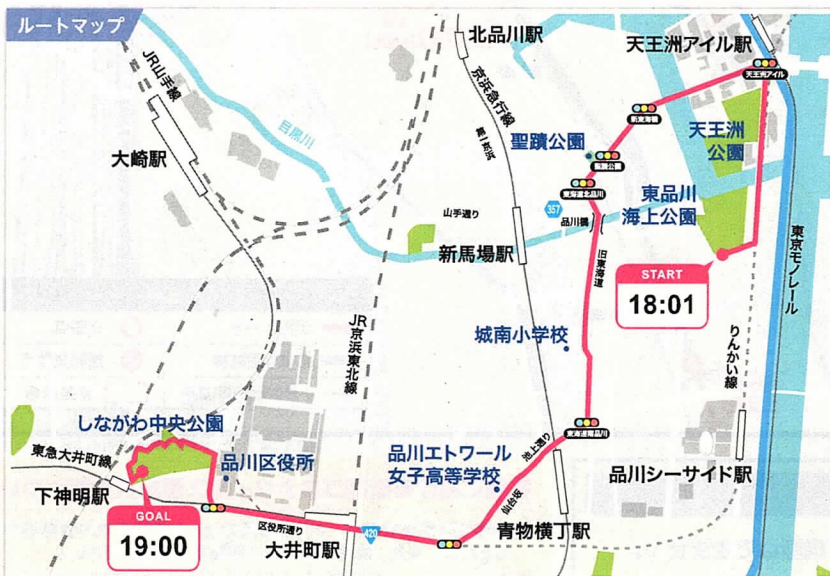 ルートマップ
北品川駅
天王洲アイル駅
JR山手線
京浜急行線
天王洲アイル
目黒川
新東海橋
第一京浜
聖蹟公園
天王洲
公園
大崎駅
東海道北品川
東品川
海上公園
357
山手通り
品川橋
新馬場駅
旧東海道
東京モノレール
START
18:01
JR京浜東北線
城南小学校
りんかい線
しながわ中央公園
東海道南品川
東急大井町線
品川区役所
品川エトワール
女子高等学校
池上通り
品川シーサイド駅
下神明駅
仙台坂
GOAL
19:00
区役所通り
大井町駅
420
青物横丁駅